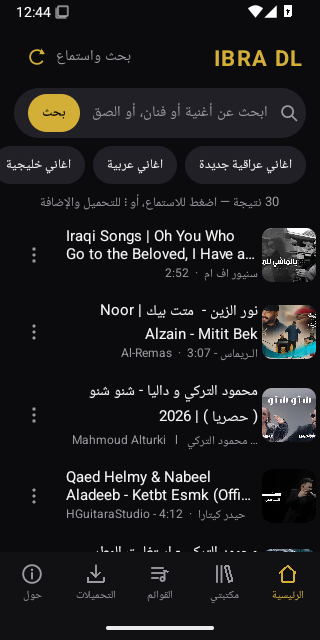 12:44
IBRA DL
بحث واستماع
ابحث عن أغنية أو فنان، أو الصق
بحث
اغاني عراقية جديدة
اغاني عربية
اغاني خليجية
30 نتيجة — اضغط للاستماع، أو ⋮ للتحميل والإضافة
Iraqi Songs | Oh You Who
Go to the Beloved, I Have a…
سنيور اف ام · 2:52
نور الزين - متت بيك | Noor
Alzain - Mitit Bek
الريماس - Al-Remas · 3:07
محمود التركي و داليا - شنو شنو
( حصريا ) | 2026
محمود التركي … | Mahmoud Alturki
Qaed Helmy & Nabeel
Aladeeb - Ketbt Esmk (Offi…
حيدر كيتارا - HGuitaraStudio · 4:12
الرئيسية
مكتبتي
القوائم
التحميلات
حول